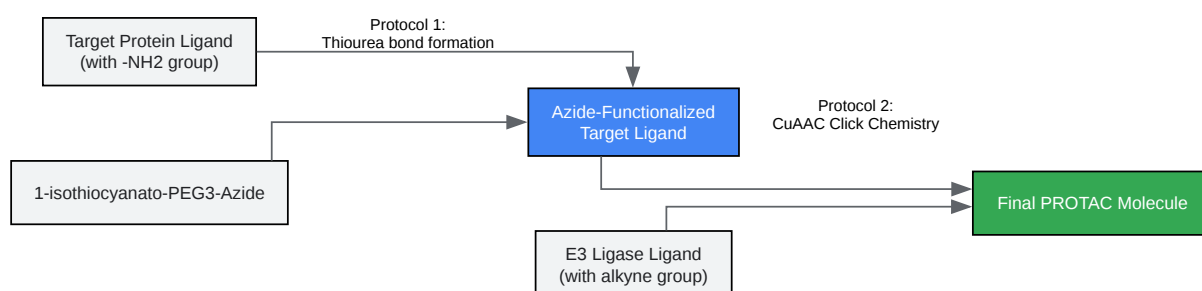 Target Protein Ligand
(with -NH2 group)
Protocol 1:
Thiourea bond formation
Azide-Functionalized
Target Ligand
Protocol 2:
CuAAC Click Chemistry
1-isothiocyanato-PEG3-Azide
Final PROTAC Molecule
E3 Ligase Ligand
(with alkyne group)